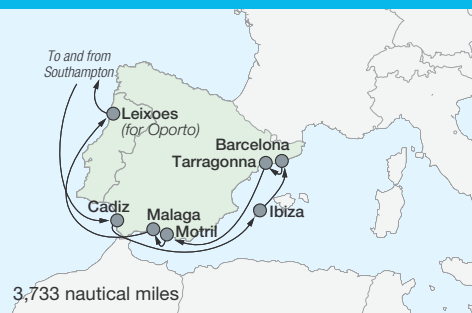 To and from
Southampton
Leixoes
(for Oporto)
Barcelona
Tarragonna
Ibiza
Cadiz
Malaga
Motril
3,733 nautical miles